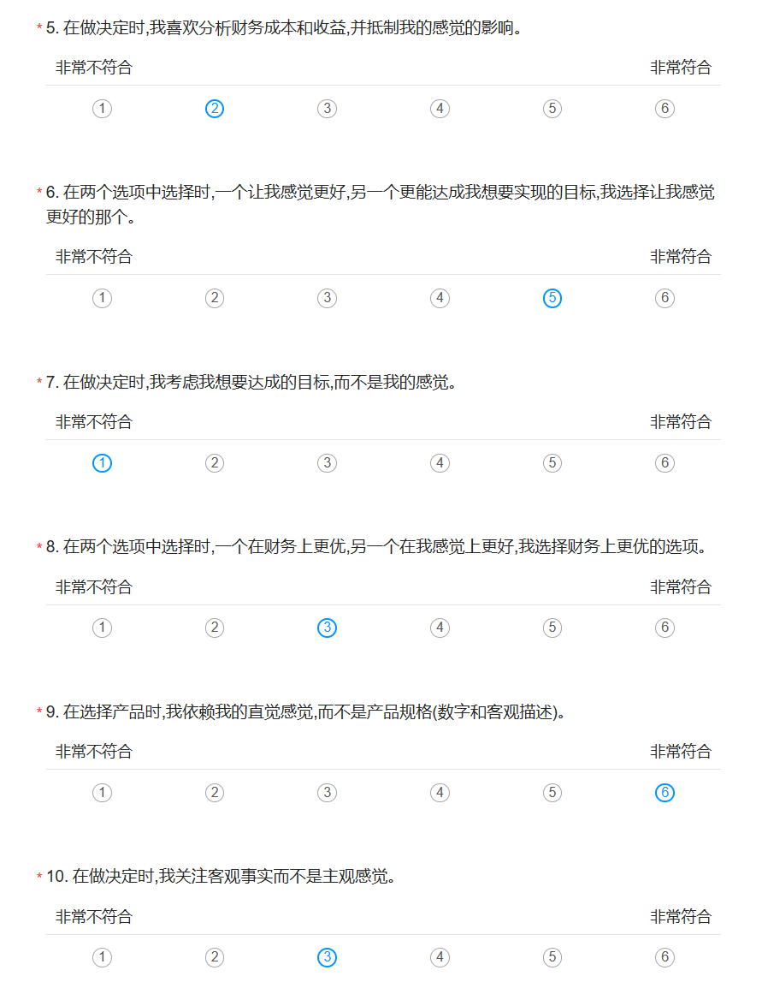 * 5. 在做决定时,我喜欢分析财务成本和收益,并抵制我的感觉的影响。
非常不符合 非常符合
1 2 3 4 5 6
* 6. 在两个选项中选择时,一个让我感觉更好,另一个更能达成我想要实现的目标,我选择让我感觉
更好的那个。
非常不符合 非常符合
1 2 3 4 5 6
* 7. 在做决定时,我考虑我想要达成的目标,而不是我的感觉。
非常不符合 非常符合
1 2 3 4 5 6
* 8. 在两个选项中选择时,一个在财务上更优,另一个在我感觉上更好,我选择财务上更优的选项。
非常不符合 非常符合
1 2 3 4 5 6
* 9. 在选择产品时,我依赖我的直觉感觉,而不是产品规格(数字和客观描述)。
非常不符合 非常符合
1 2 3 4 5 6
* 10. 在做决定时,我关注客观事实而不是主观感觉。
非常不符合 非常符合
1 2 3 4 5 6